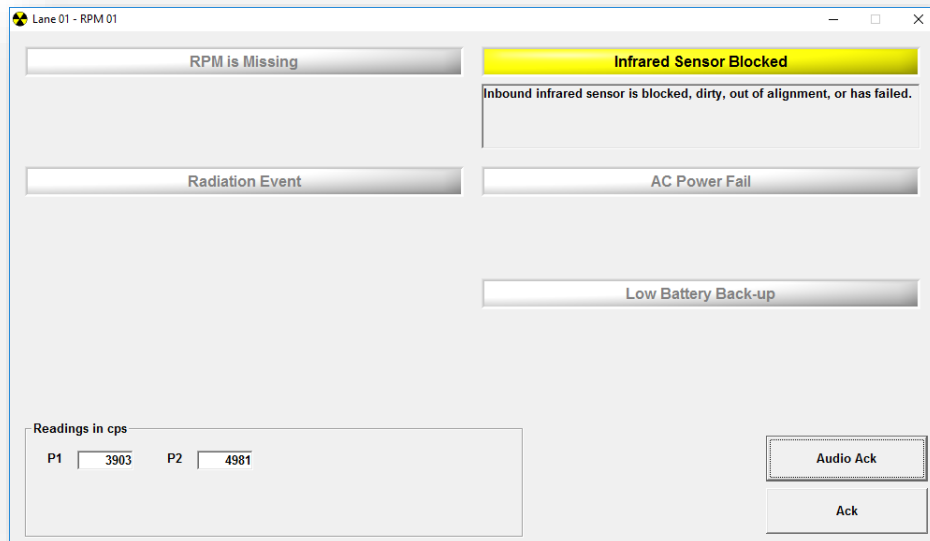 Lane 01 - RPM 01
RPM is Missing
Infrared Sensor Blocked
Inbound infrared sensor is blocked, dirty, out of alignment, or has failed.
Radiation Event
AC Power Fail
Low Battery Back-up
Readings in cps
P1 3903 P2 4981
Audio Ack
Ack